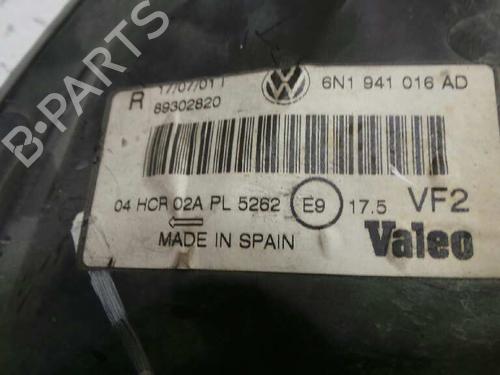 B-PARTS
R 17/07/01 I
89302820
6N1 941 016 AD
04 HCR 02A PL 5262 E9 17.5 VF2
MADE IN SPAIN
Valeo